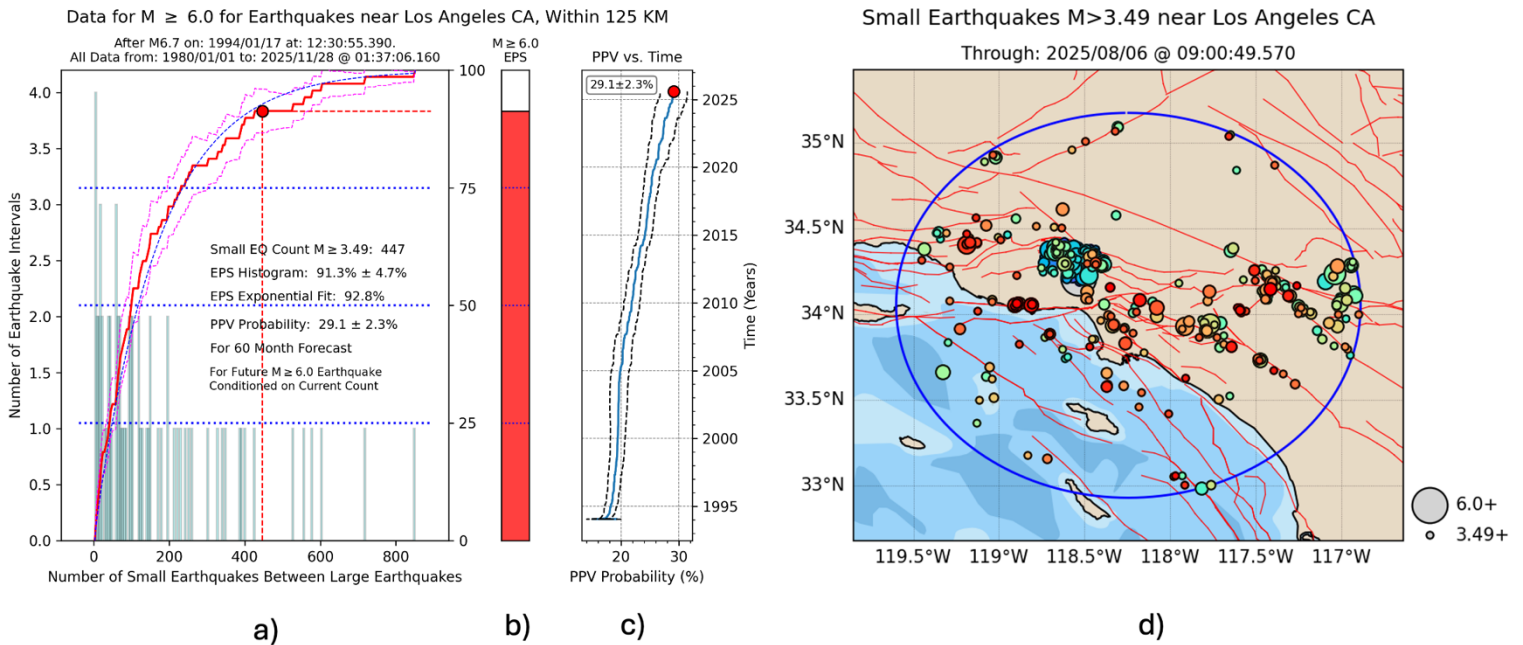 Data for M ≥ 6.0 for Earthquakes near Los Angeles CA, Within 125 KM
After M6.7 on: 1994/01/17 at: 12:30:55.390.
All Data from: 1980/01/01 to: 2025/11/28 @ 01:37:06.160
Number of Earthquake Intervals
4.0
3.5
3.0
2.5
2.0
1.5
1.0
0.5
0.0
Small EQ Count M≥3.49: 447
EPS Histogram: 91.3% ± 4.7%
EPS Exponential Fit: 92.8%
PPV Probability: 29.1 ± 2.3%
For 60 Month Forecast
For Future M≥6.0 Earthquake
Conditioned on Current Count
0 200 400 600 800
Number of Small Earthquakes Between Large Earthquakes
a)
M≥6.0
EPS
100
75
50
25
0
b)
PPV vs. Time
29.1±2.3%
2025
2020
2015
2010
2005
2000
1995
Time (Years)
20 30
PPV Probability (%)
c)
Small Earthquakes M>3.49 near Los Angeles CA
Through: 2025/08/06 @ 09:00:49.570
35°N
34.5°N
34°N
33.5°N
33°N
119.5°W 119°W 118.5°W 118°W 117.5°W 117°W
6.0+
3.49+
d)